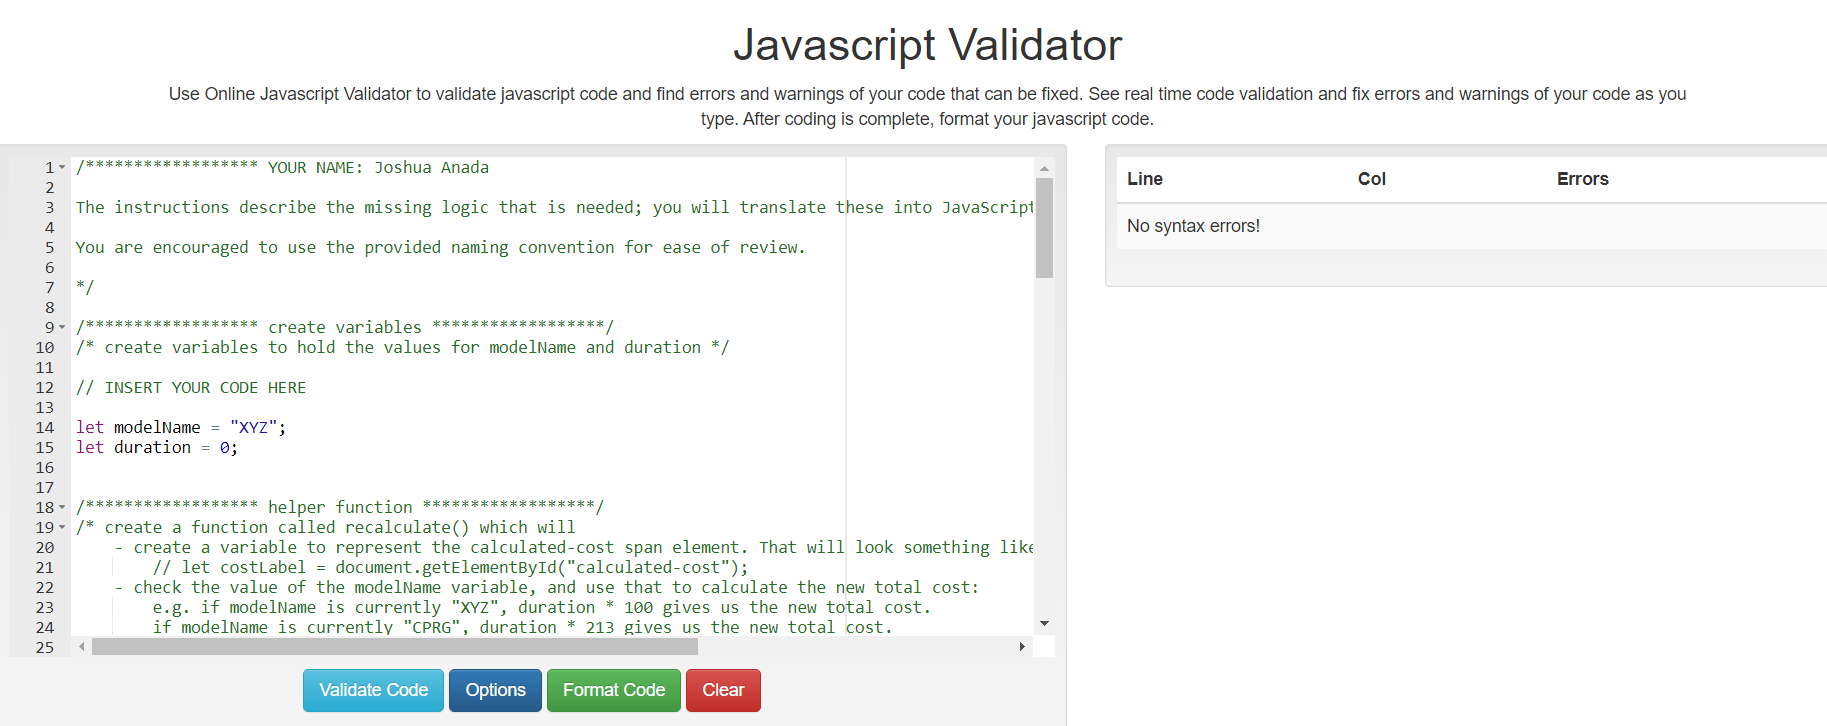 Javascript Validator
Use Online Javascript Validator to validate javascript code and find errors and warnings of your code that can be fixed. See real time code validation and fix errors and warnings of your code as you
type. After coding is complete, format your javascript code.
1 /****************** YOUR NAME: Joshua Anada
2
3 The instructions describe the missing logic that is needed; you will translate these into JavaScript
4
5 You are encouraged to use the provided naming convention for ease of review.
6
7 */
8
9 /****************** create variables ******************/
10 /* create variables to hold the values for modelName and duration */
11
12 // INSERT YOUR CODE HERE
13
14 let modelName = "XYZ";
15 let duration = 0;
16
17
18 /****************** helper function ******************/
19 /* create a function called recalculate() which will
20 - create a variable to represent the calculated-cost span element. That will look something like
21 // let costLabel = document.getElementById("calculated-cost");
22 - check the value of the modelName variable, and use that to calculate the new total cost:
23 e.g. if modelName is currently "XYZ", duration * 100 gives us the new total cost.
24 if modelName is currently "CPRG", duration * 213 gives us the new total cost.
25
Validate Code Options Format Code Clear
Line Col Errors
No syntax errors!